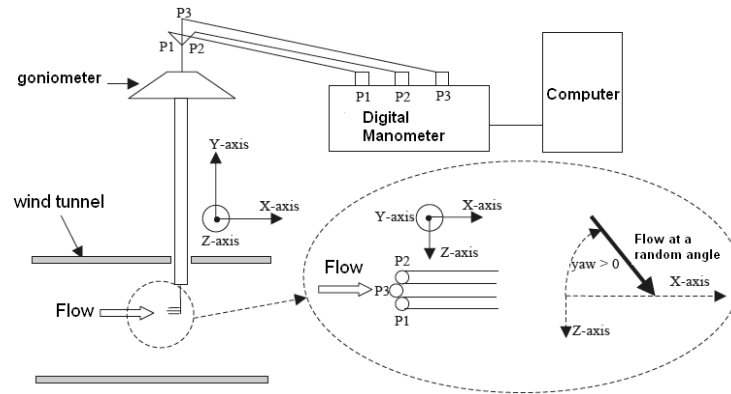 P3
P1 P2
goniometer
P1 P2 P3
Digital
Manometer
Computer
Y-axis
X-axis
Z-axis
wind tunnel
Flow
Y-axis
X-axis
Z-axis
Flow
P2
P3
P1
Flow at a
random angle
yaw > 0
X-axis
Z-axis